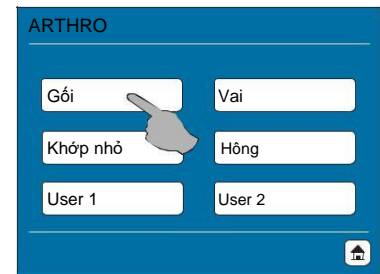 ARTHRO
Gối
Vai
Khớp nhỏ
Hông
User 1
User 2